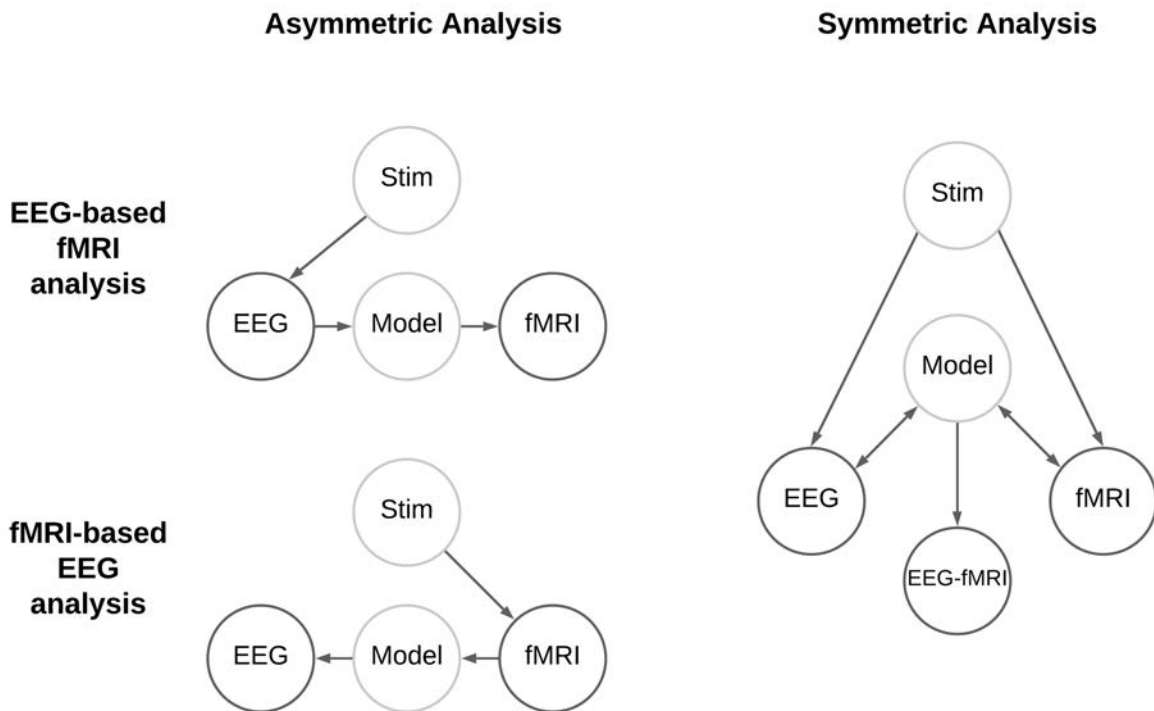 Asymmetric Analysis
Symmetric Analysis
EEG-based
fMRI
analysis
Stim
EEG
Model
fMRI
fMRI-based
EEG
analysis
Stim
EEG
Model
fMRI
Stim
Model
EEG
fMRI
EEG-fMRI